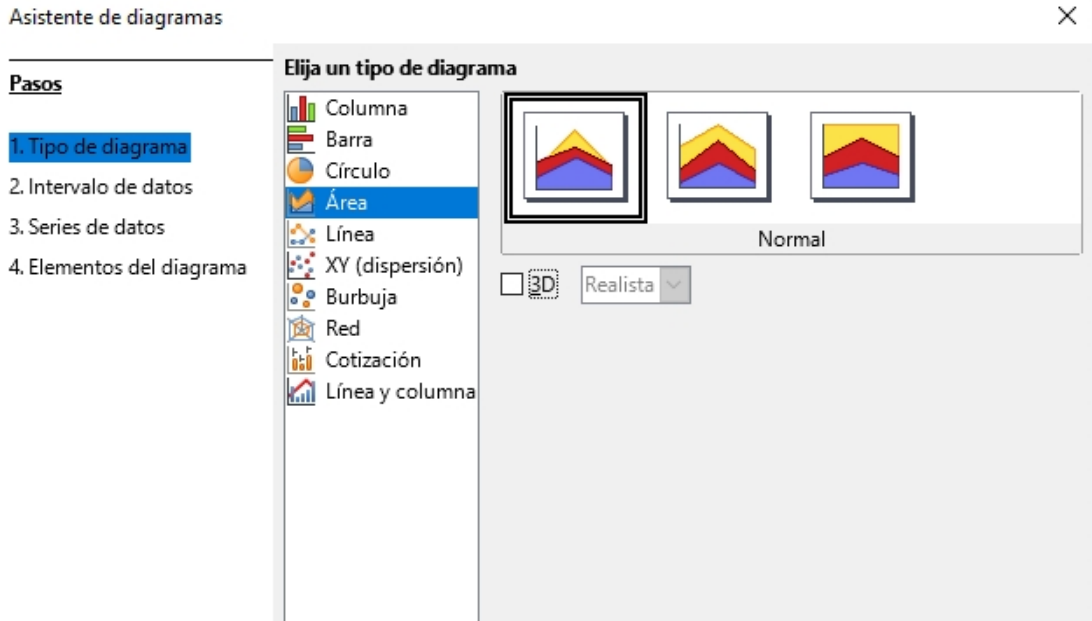 Asistente de diagramas
Pasos
1. Tipo de diagrama
2. Intervalo de datos
3. Series de datos
4. Elementos del diagrama
Elija un tipo de diagrama
Columna
Barra
Círculo
Área
Línea
XY (dispersión)
Burbuja
Red
Cotización
Línea y columna
Normal
3D
Realista